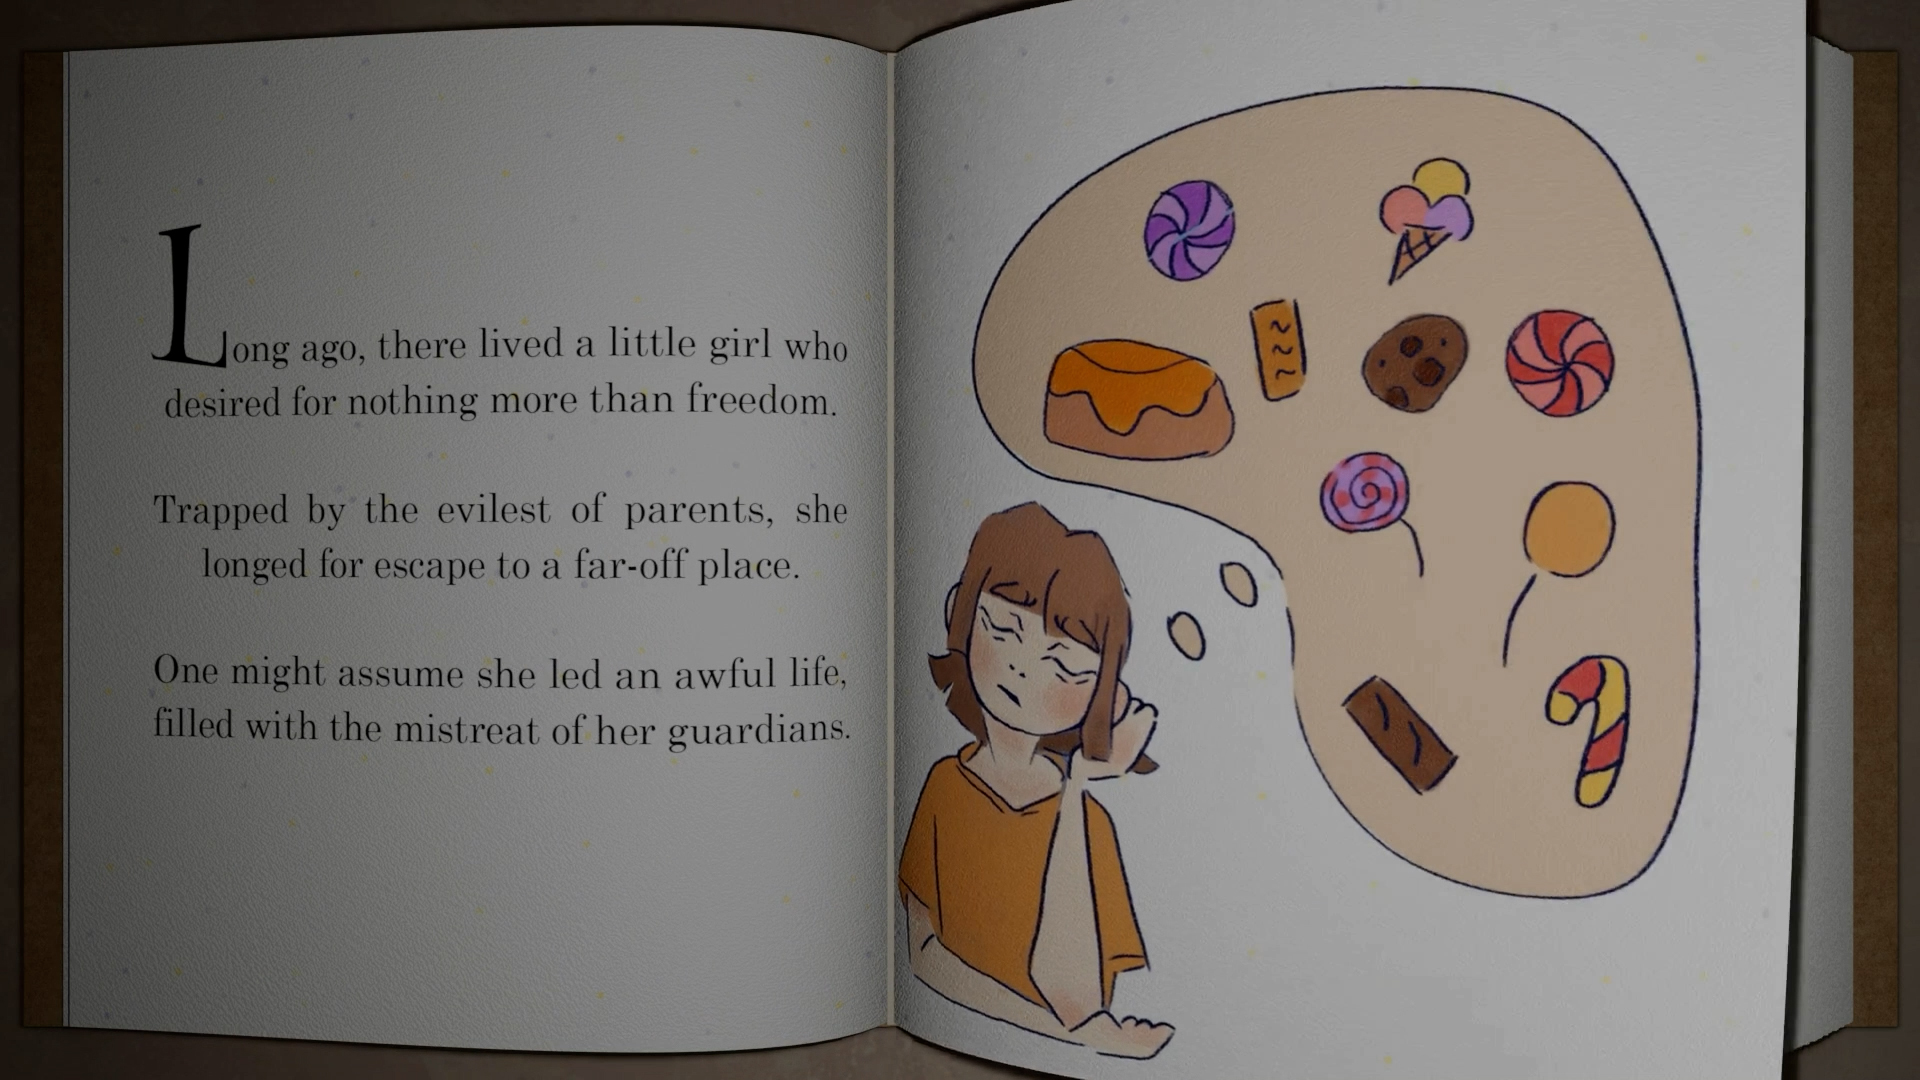 Long ago, there lived a little girl who
desired for nothing more than freedom.
Trapped by the evilest of parents, she
longed for escape to a far-off place.
One might assume she led an awful life,
filled with the mistreat of her guardians.